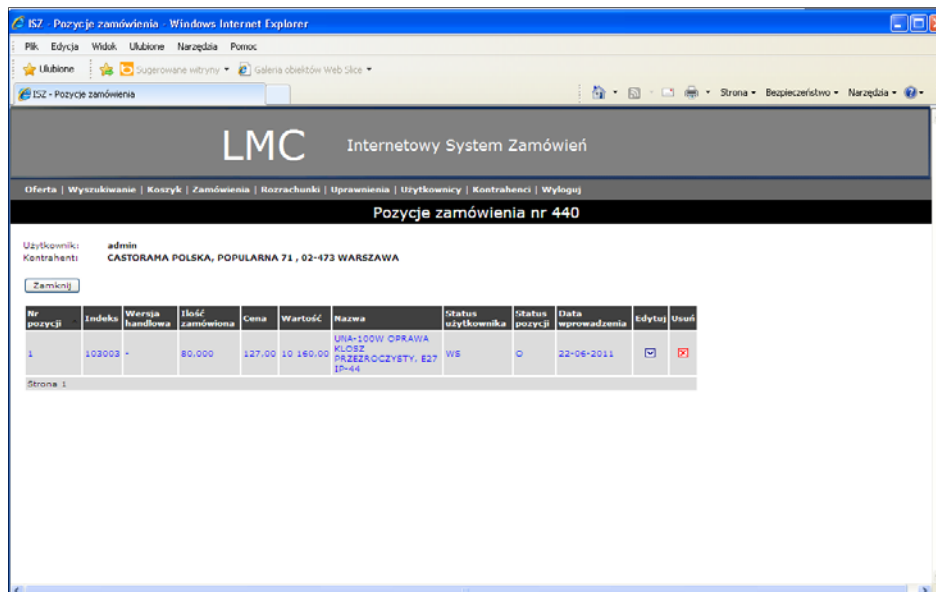 ISZ - Pozycje zamówienia - Windows Internet Explorer
Plik Edycja Widok Ulubione Narzędzia Pomoc
Ulubione Sugerowane witryny Galeria obiektów Web Slice
ISZ - Pozycje zamówienia Strona Bezpieczeństwo Narzędzia
LMC Internetowy System Zamówień
Oferta | Wyszukiwanie | Koszyk | Zamówienia | Rozrachunki | Uprawnienia | Użytkownicy | Kontrahenci | Wyloguj
Pozycje zamówienia nr 440
Użytkownik: admin
Kontrahent: CASTORAMA POLSKA, POPULARNA 71 , 02-473 WARSZAWA
Zamknij
Nr pozycji Indeks Wersja handlowa Ilość zamówiona Cena Wartość Nazwa Status użytkownika Status pozycji Data wprowadzenia Edytuj Usuń
1 103003 - 80.000 127.00 10 160.00 UNA-100W OPRAWA KLOSZ PRZEZROCZYSTY, E27 IP-44 WS O 22-06-2011
Strona 1